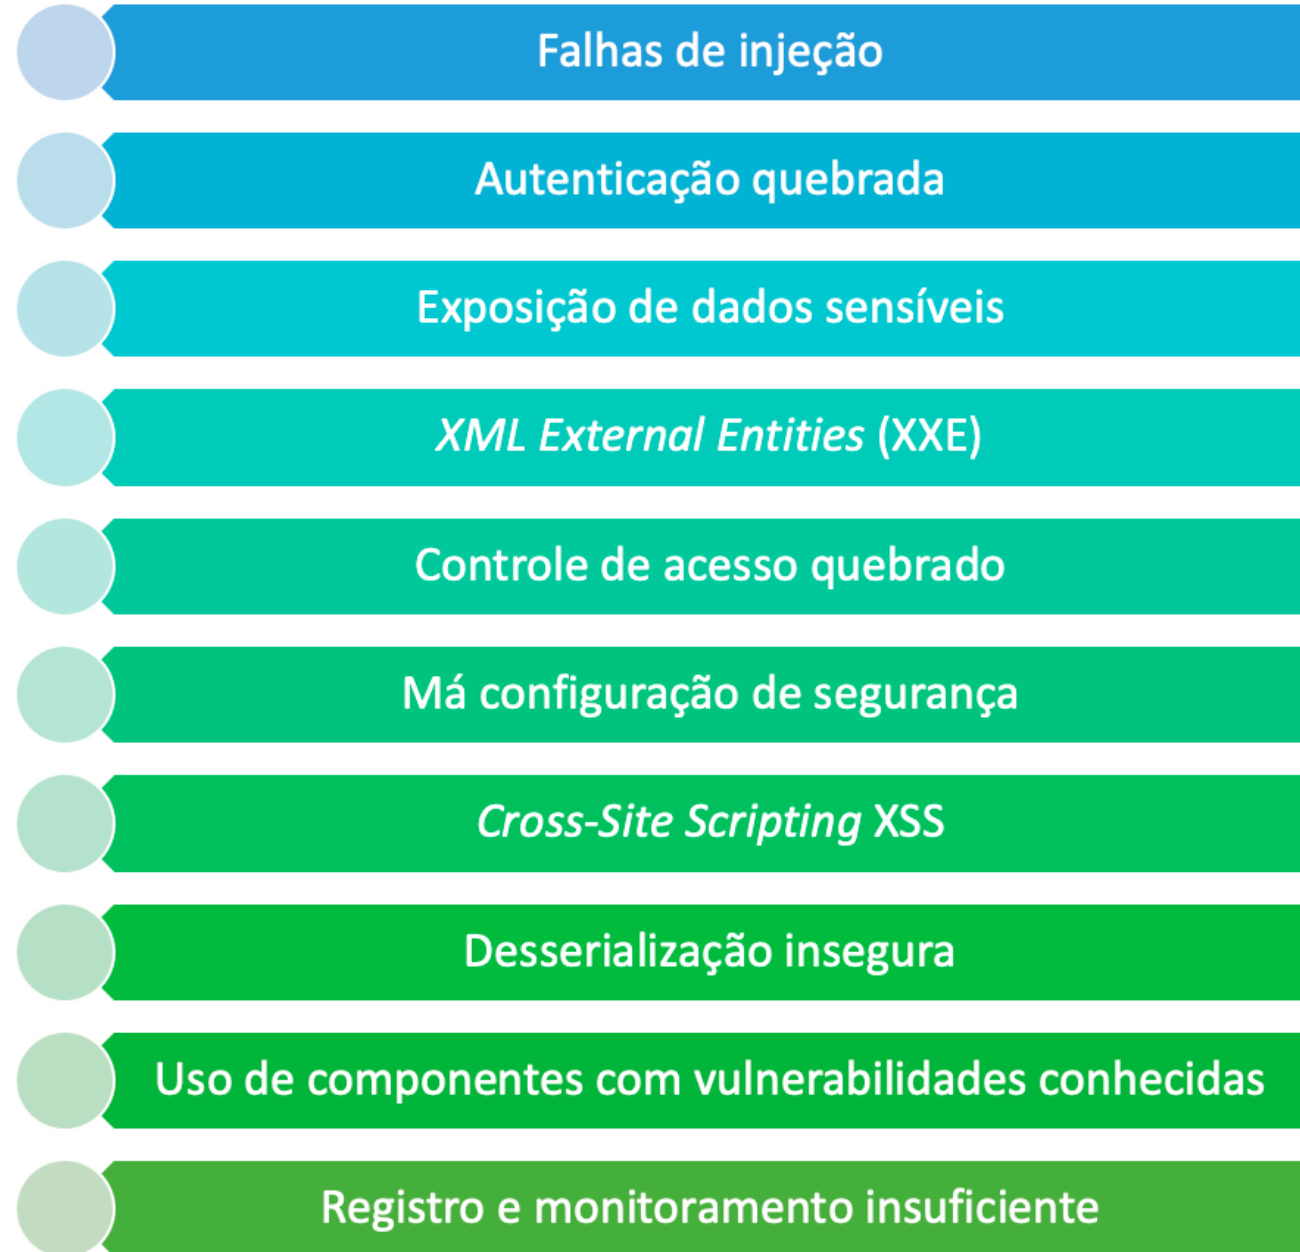 Falhas de injeção
Autenticação quebrada
Exposição de dados sensíveis
XML External Entities (XXE)
Controle de acesso quebrado
Má configuração de segurança
Cross-Site Scripting XSS
Desserialização insegura
Uso de componentes com vulnerabilidades conhecidas
Registro e monitoramento insuficiente